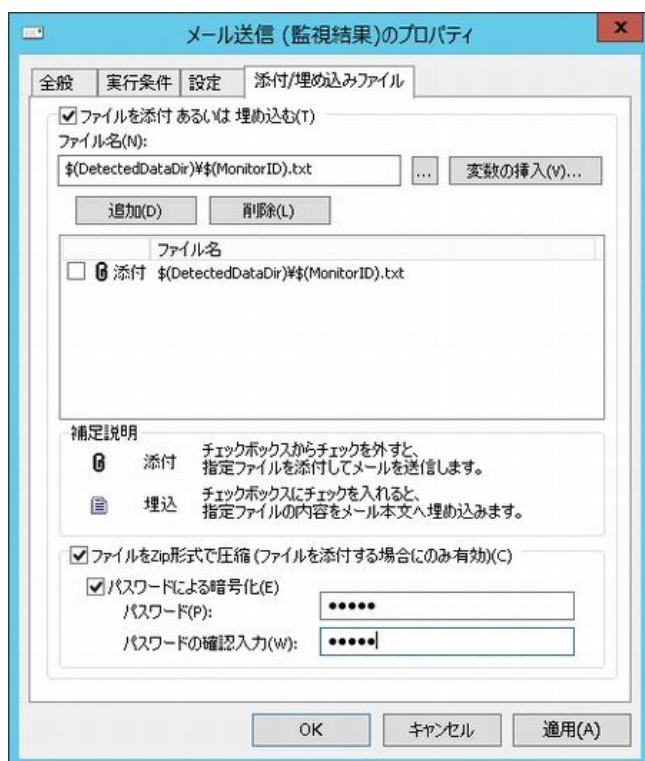 メール送信 (監視結果)のプロパティ
x
全般 実行条件 設定 添付/埋め込みファイル
ファイルを添付 あるいは 埋め込む(T)
ファイル名(N):
$(DetectedDataDir)¥$(MonitorID).txt ... 変数の挿入(V)...
追加(D) 削除(L)
ファイル名
添付 $(DetectedDataDir)¥$(MonitorID).txt
補足説明
添付 チェックボックスからチェックを外すと、
指定ファイルを添付してメールを送信します。
埋込 チェックボックスにチェックを入れると、
指定ファイルの内容をメール本文へ埋め込みます。
ファイルをZip形式で圧縮 (ファイルを添付する場合にのみ有効)(C)
パスワードによる暗号化(E)
パスワード(P): ●●●●●
パスワードの確認入力(W): ●●●●●
OK キャンセル 適用(A)